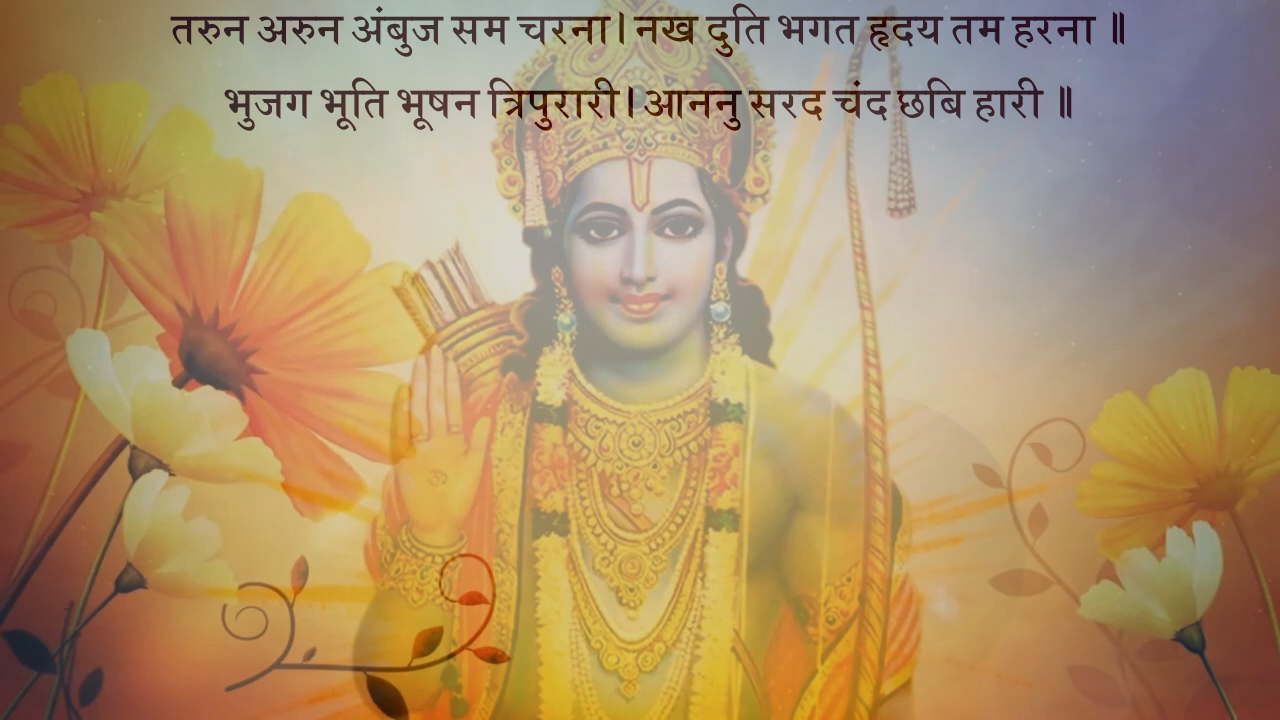 तरुन अरुन अंबुज सम चरना। नख दुति भगत हृदय तम हरना ॥
भुजग भूति भूषन त्रिपुरारी। आननु सरद चंद छबि हारी ॥
ॐ